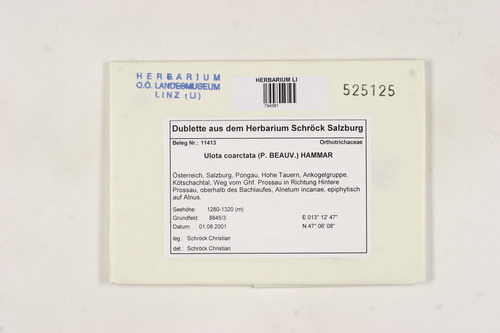 HERBARIUM
O.Ö. LANDESMUSEUM
LINZ (LI)
HERBARIUM LI
794381
525125
Dublette aus dem Herbarium Schröck Salzburg
Beleg Nr.: 11413 Orthotrichaceae
Ulota coarctata (P. BEAUV.) HAMMAR
Österreich, Salzburg, Pongau, Hohe Tauern, Ankogelgruppe,
Kötschachtal, Weg vom Ghf. Prossau in Richtung Hintere
Prossau, oberhalb des Bachlaufes, Alnetum incanae, epiphytisch
auf Alnus.
Seehöhe: 1280-1320 (m)
Grundfeld: 8845/3 E 013° 12' 47"
Datum: 01.08.2001 N 47° 06' 08"
leg.: Schröck Christian
det.: Schröck Christian